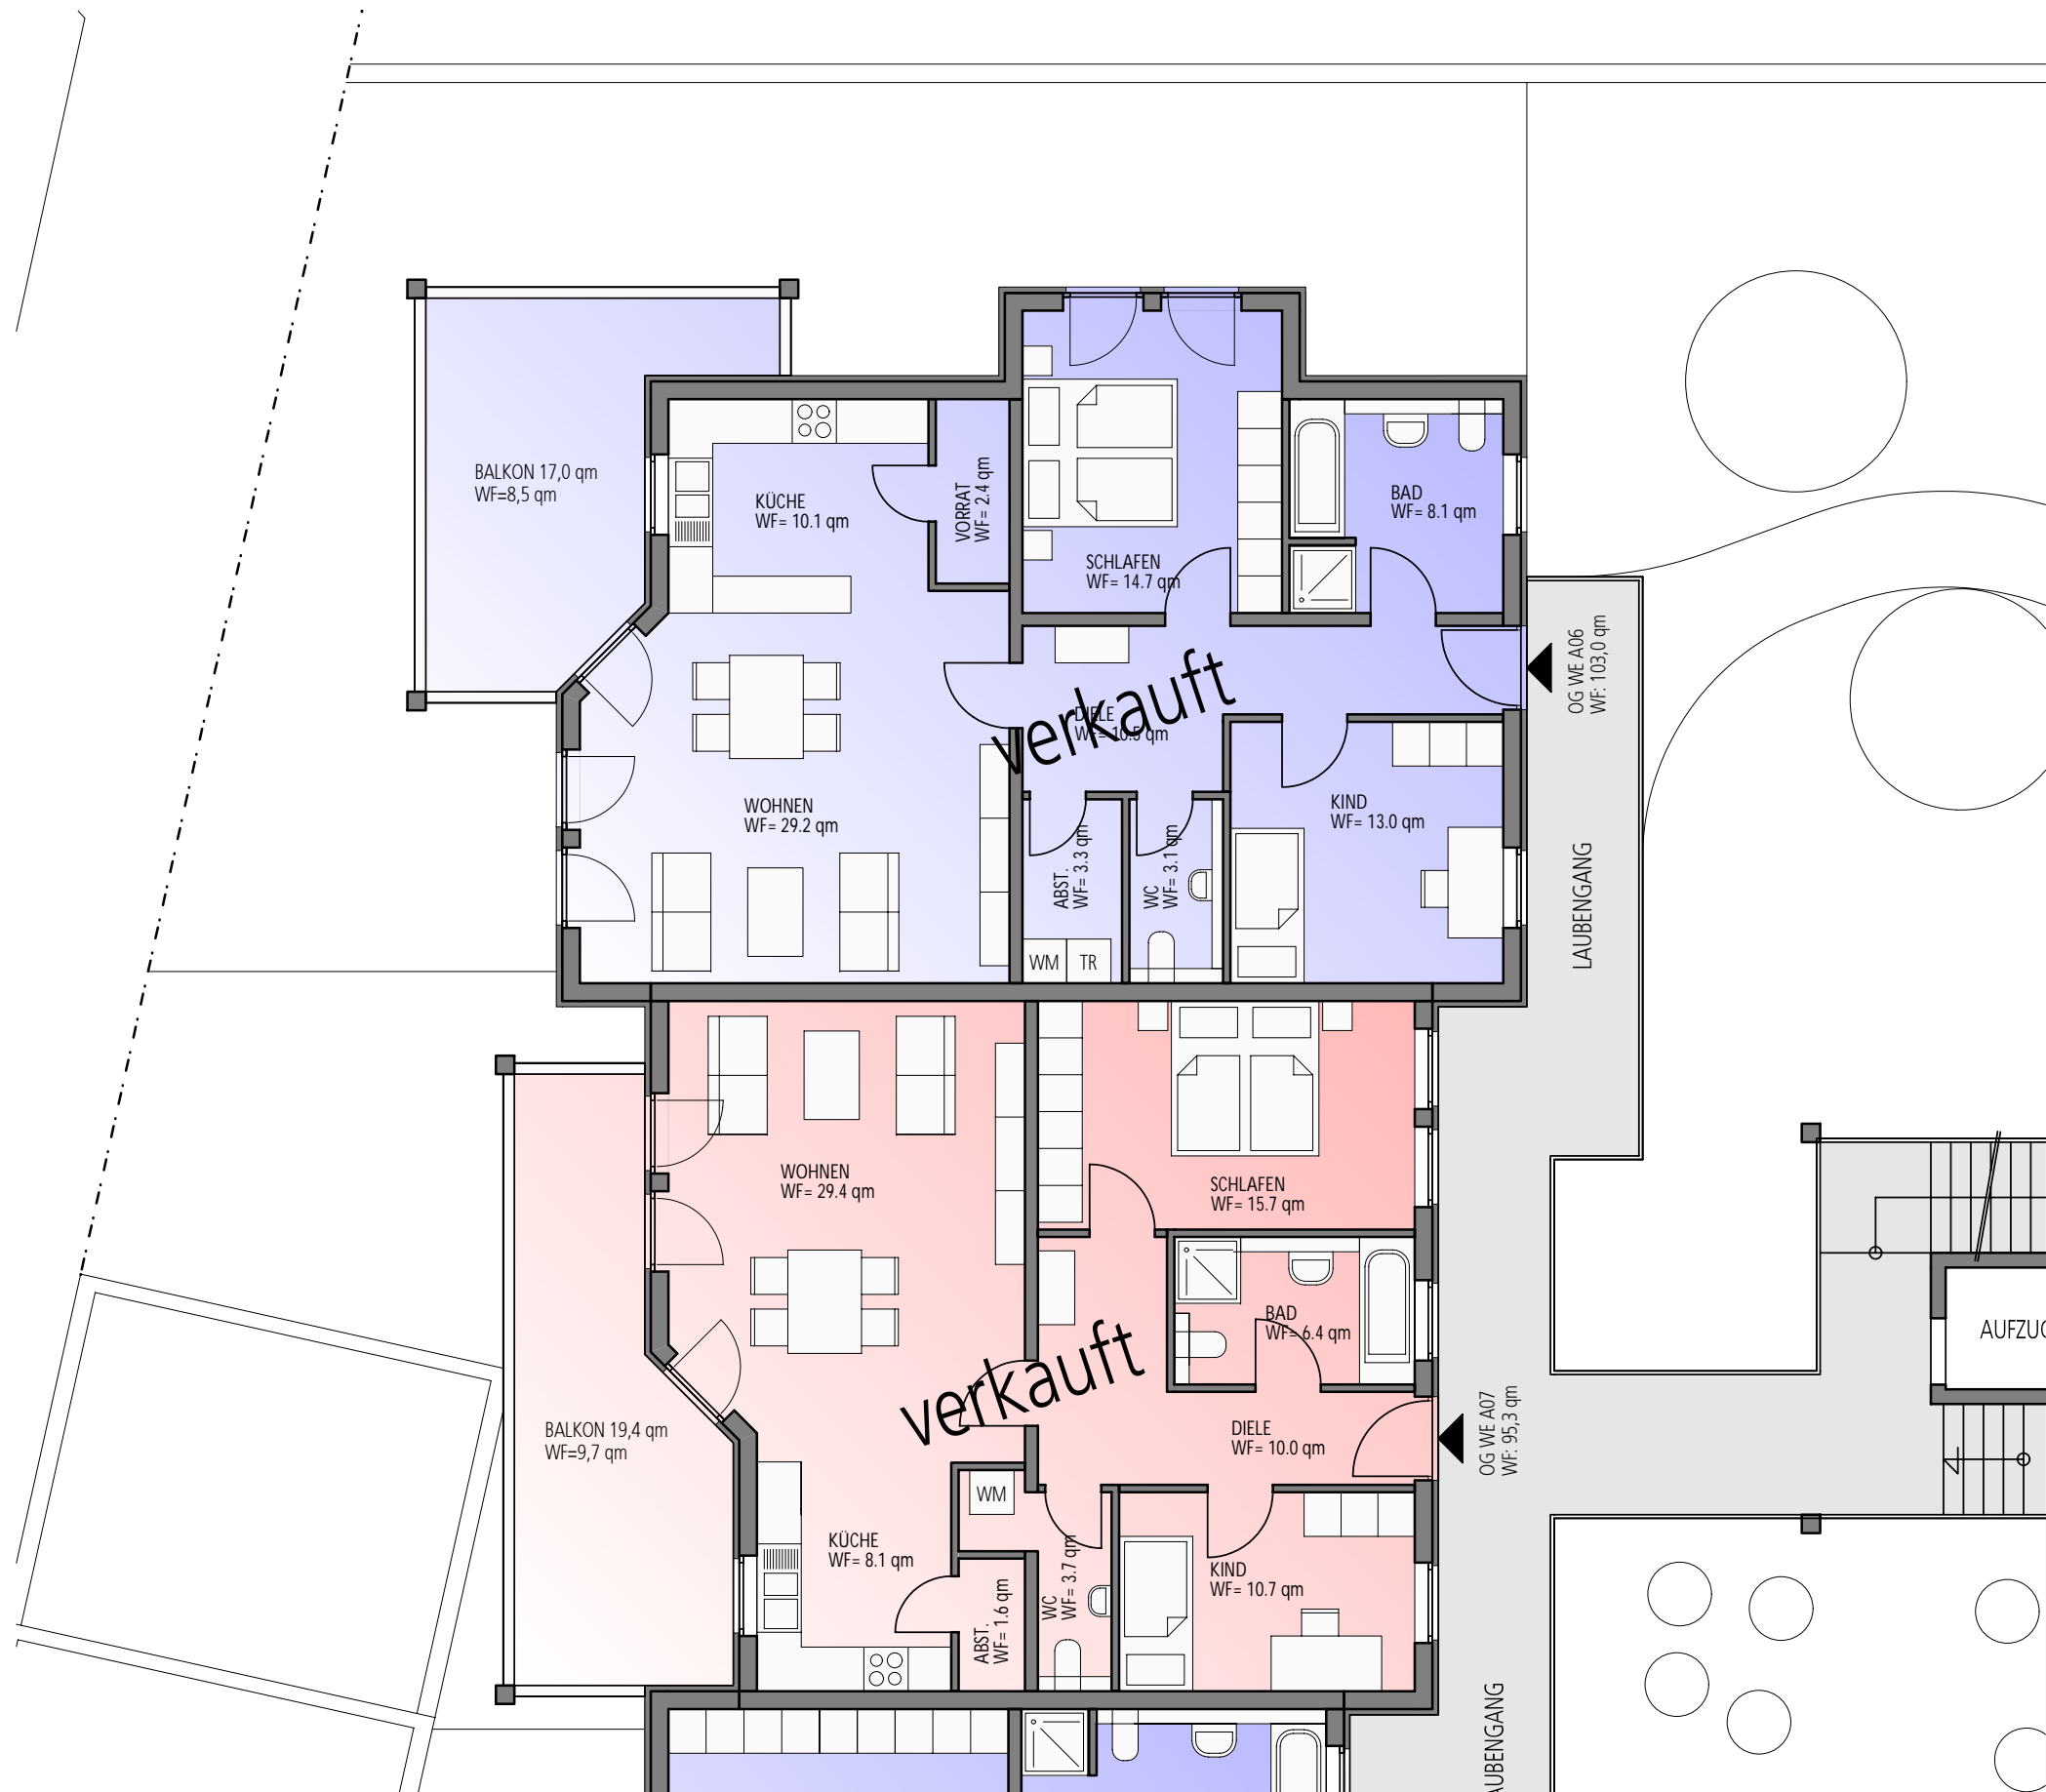 BALKON 17,0 qm
WF=8,5 qm
KÜCHE
WF= 10.1 qm
VORRAT
WF= 2.4 qm
SCHLAFEN
WF= 14.7 qm
BAD
WF= 8.1 qm
OG WE A06
WF: 103,0 qm
DIELE
WF= 10.5 qm
verkauft
WOHNEN
WF= 29.2 qm
KIND
WF= 13.0 qm
ABST.
WF= 3.3 qm
WC
WF= 3.1 qm
WM
TR
LAUBENGANG
WOHNEN
WF= 29.4 qm
SCHLAFEN
WF= 15.7 qm
BAD
WF= 6.4 qm
AUFZUG
verkauft
BALKON 19,4 qm
WF=9,7 qm
DIELE
WF= 10.0 qm
OG WE A07
WF: 95,3 qm
WM
KÜCHE
WF= 8.1 qm
ABST.
WF= 1.6 qm
WC
WF= 3.7 qm
KIND
WF= 10.7 qm
AUBENGANG